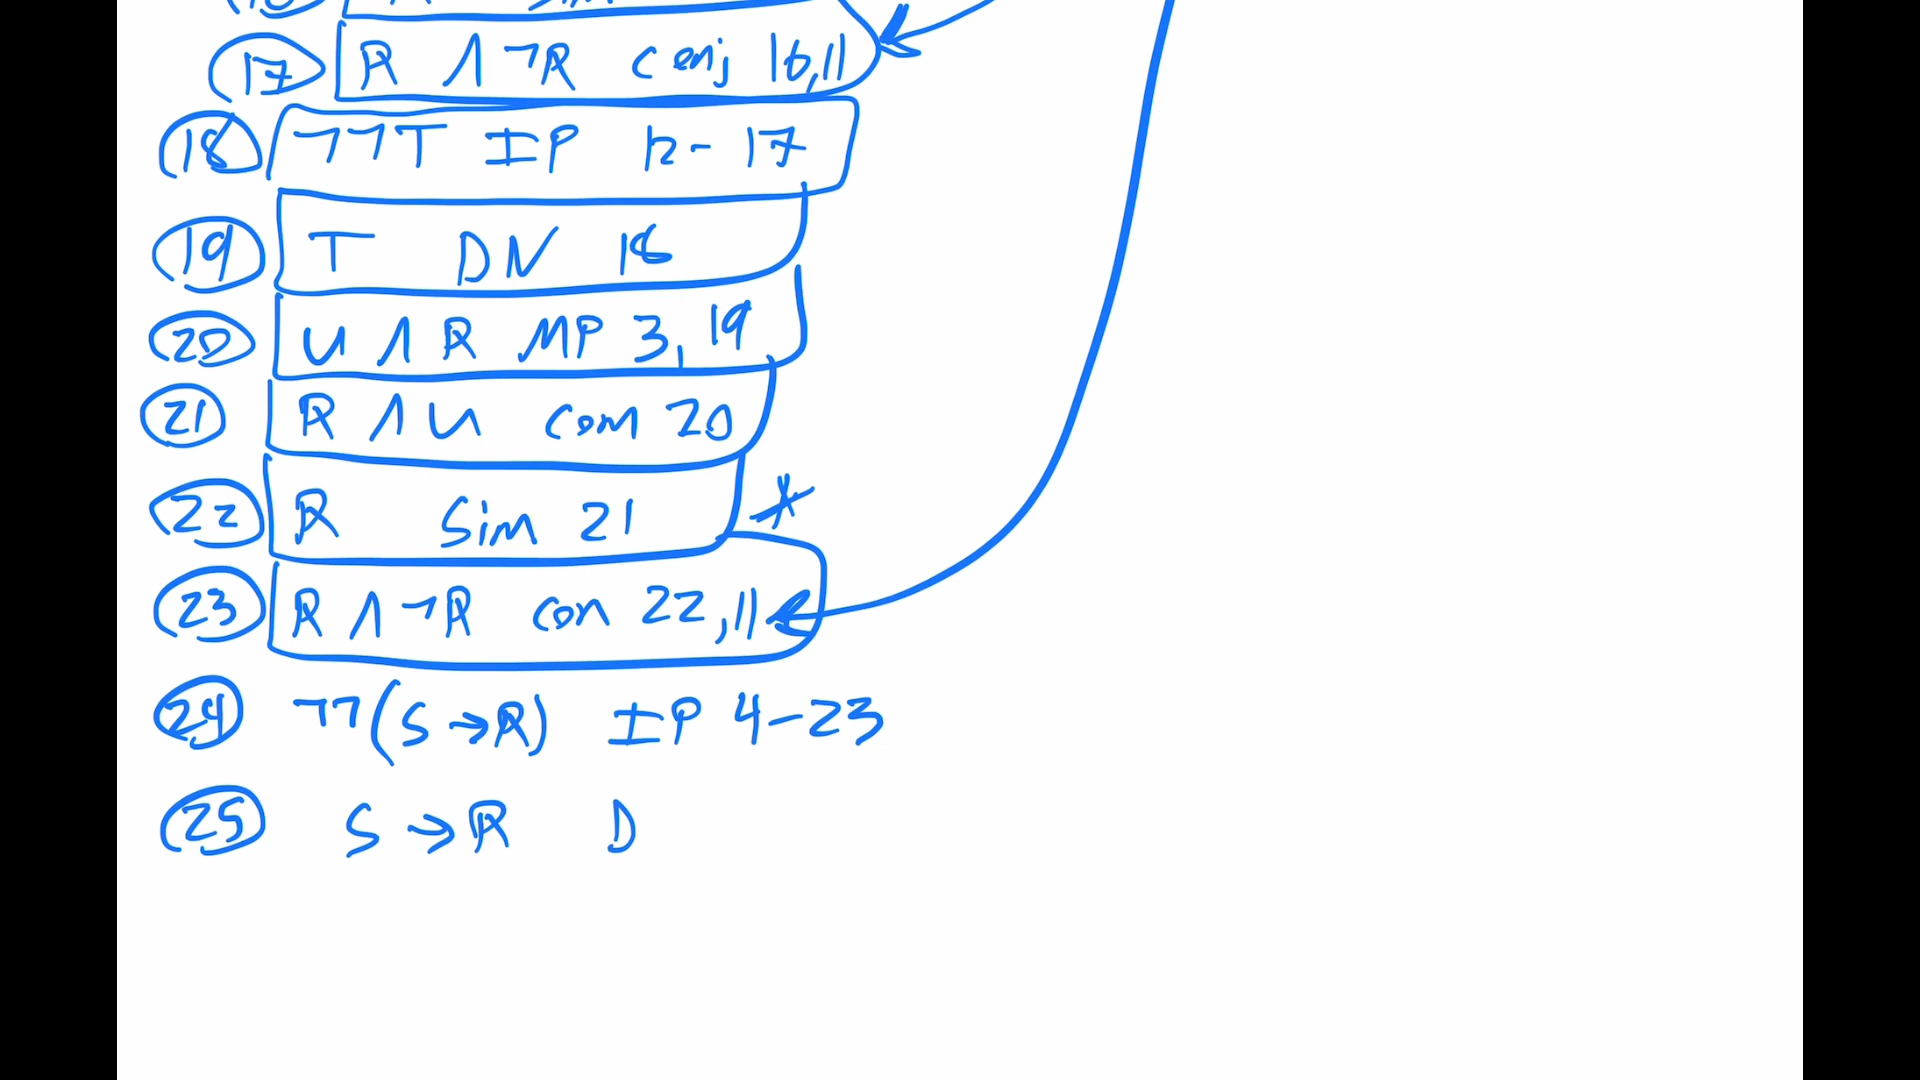 17 R ∧ ¬R conj 16,11
18 ¬¬T IP 12-17
19 T DN 18
20 U ∧ R MP 3, 19
21 R ∧ U com 20
22 R Sim 21 *
23 R ∧ ¬R con 22,11
24 ¬¬(S → R) IP 4-23
25 S → R D